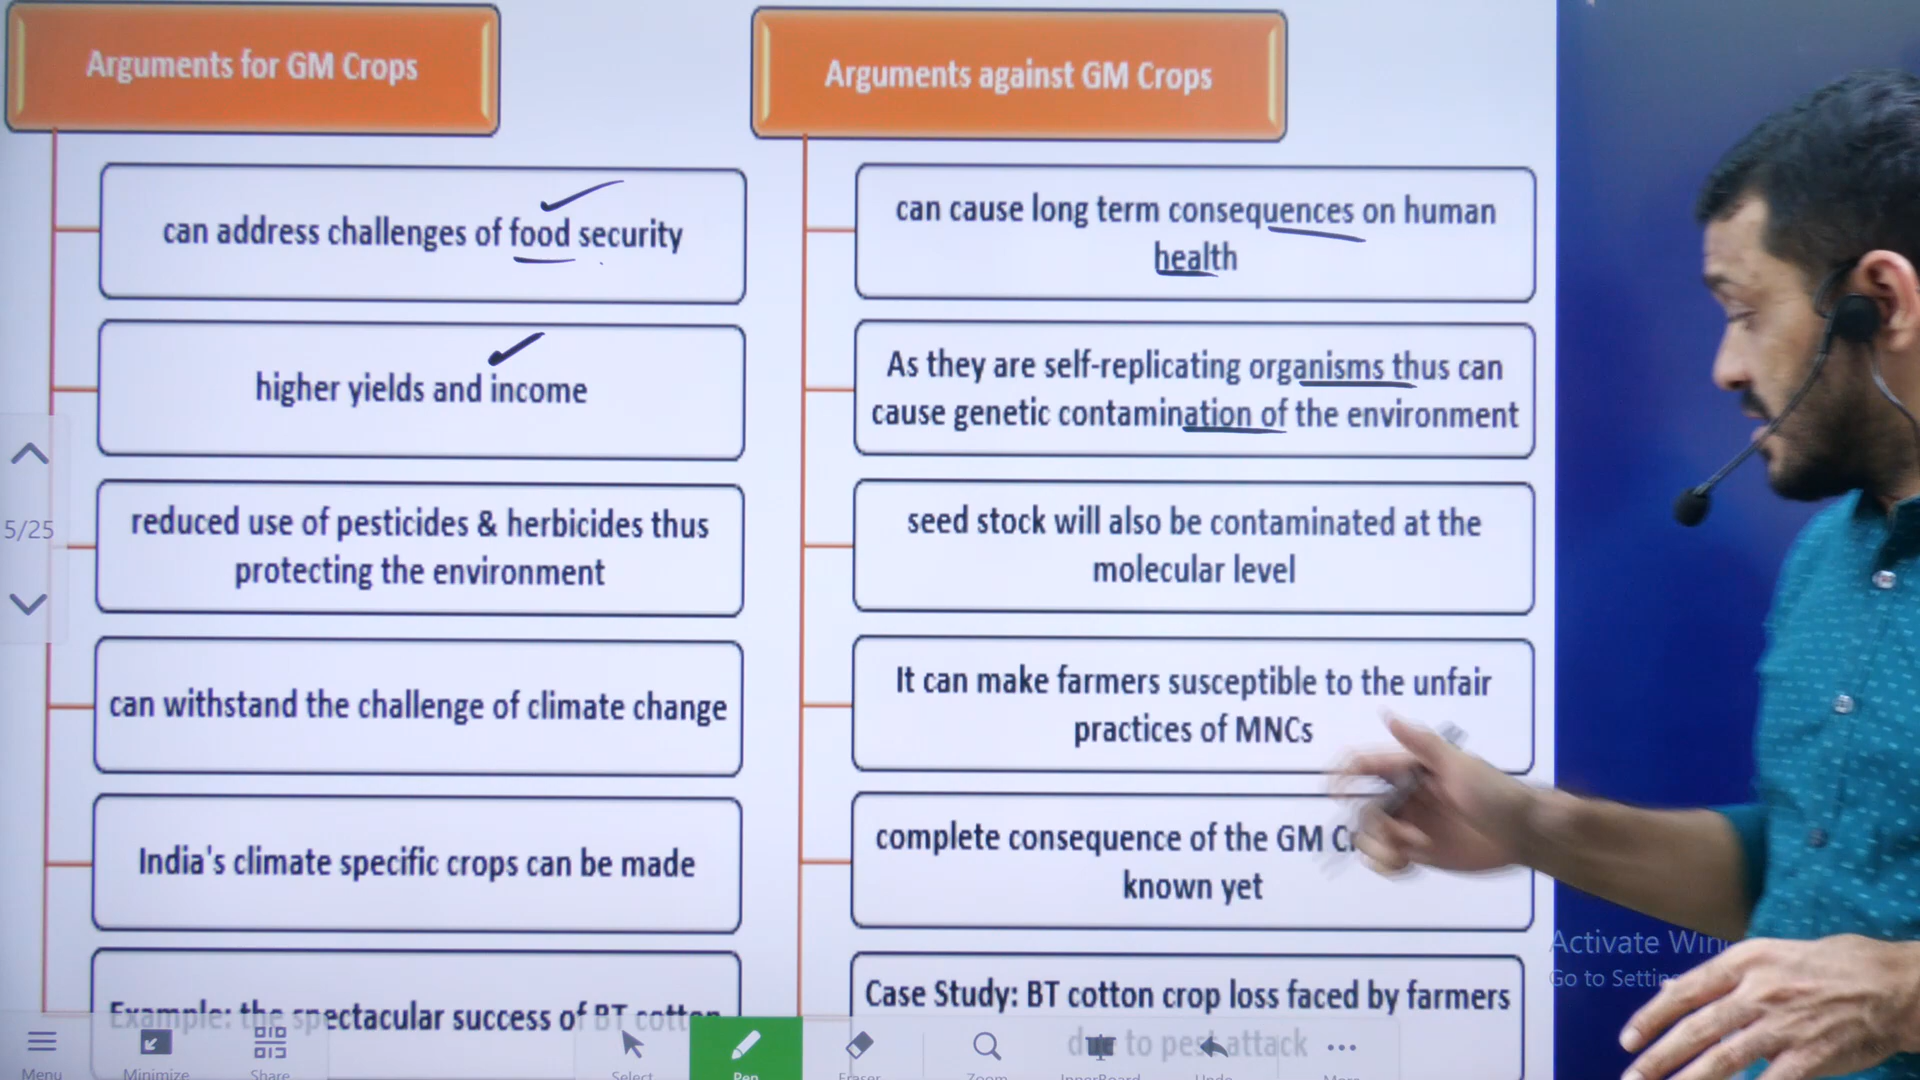 Arguments for GM Crops
can address challenges of food security
higher yields and income
reduced use of pesticides & herbicides thus
protecting the environment
can withstand the challenge of climate change
India's climate specific crops can be made
Example: the spectacular success of BT cotton
Arguments against GM Crops
can cause long term consequences on human
health
As they are self-replicating organisms thus can
cause genetic contamination of the environment
seed stock will also be contaminated at the
molecular level
It can make farmers susceptible to the unfair
practices of MNCs
complete consequence of the GM
known yet
Case Study: BT cotton crop loss faced by farmers
due to pest attack
5/25
Activate
Go to
Menu
Minimize
Share
Select
Pen
Eraser
Zoom
InnerBoard
Undo
More